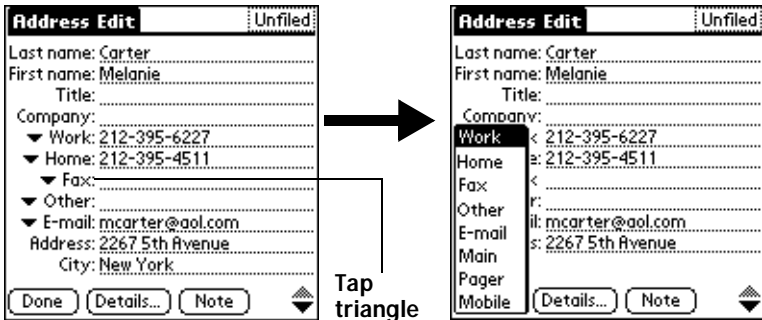 Address Edit Unfiled
Last name: Carter
First name: Melanie
Title:
Company:
Work: 212-395-6227
Home: 212-395-4511
Fax:
Other:
E-mail: mcarter@aol.com
Address: 2267 5th Avenue
City: New York
Done Details... Note
Tap
triangle
Address Edit Unfiled
Last name: Carter
First name: Melanie
Title:
Company:
Work k 212-395-6227
Home e: 212-395-4511
Fax
Other r:
E-mail il: mcarter@aol.com
Main s: 2267 5th Avenue
Pager
Mobile Details... Note